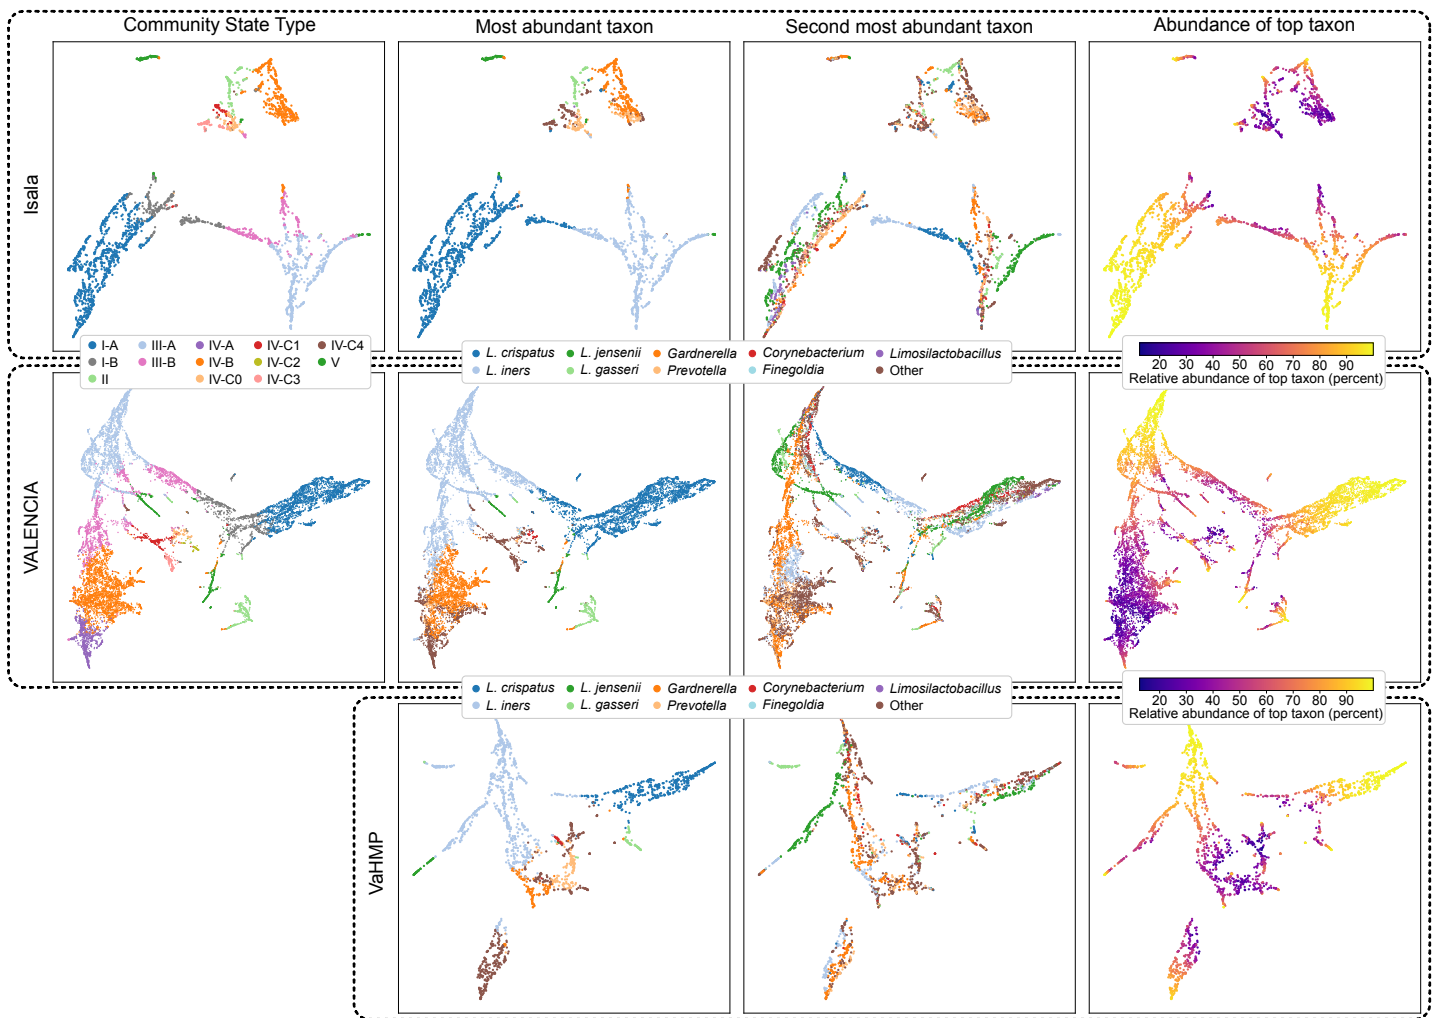 Community State Type
Most abundant taxon
Second most abundant taxon
Abundance of top taxon
Isala
I-A III-A IV-A IV-C1 IV-C4
I-B III-B IV-B IV-C2 V
II IV-C0 IV-C3
L. crispatus L. jensenii Gardnerella Corynebacterium Limosilactobacillus
L. iners L. gasseri Prevotella Finegoldia Other
20 30 40 50 60 70 80 90
Relative abundance of top taxon (percent)
VALENCIA
L. crispatus L. jensenii Gardnerella Corynebacterium Limosilactobacillus
L. iners L. gasseri Prevotella Finegoldia Other
20 30 40 50 60 70 80 90
Relative abundance of top taxon (percent)
VaHMP